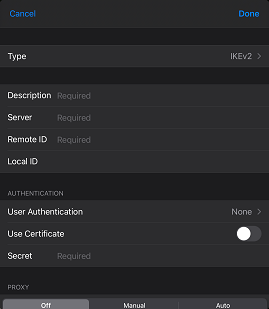 Cancel Done
Type IKEv2
Description Required
Server Required
Remote ID Required
Local ID
AUTHENTICATION
User Authentication None
Use Certificate
Secret Required
PROXY
Off Manual Auto